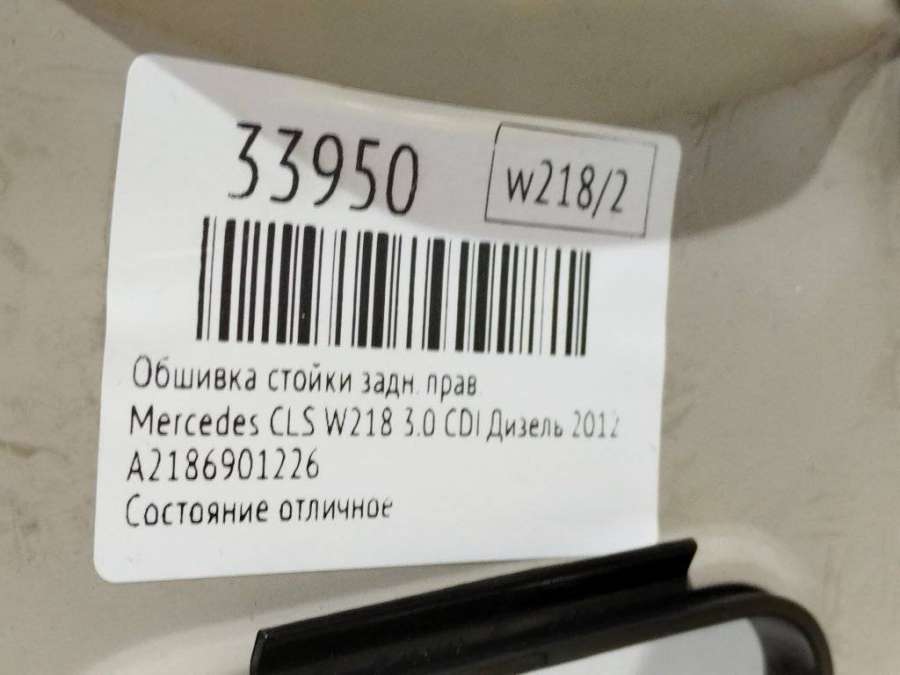 33950
w218/2
Обшивка стойки задн. прав.
Mercedes CLS W218 3.0 CDI Дизель 2012
A2186901226
Состояние отличное